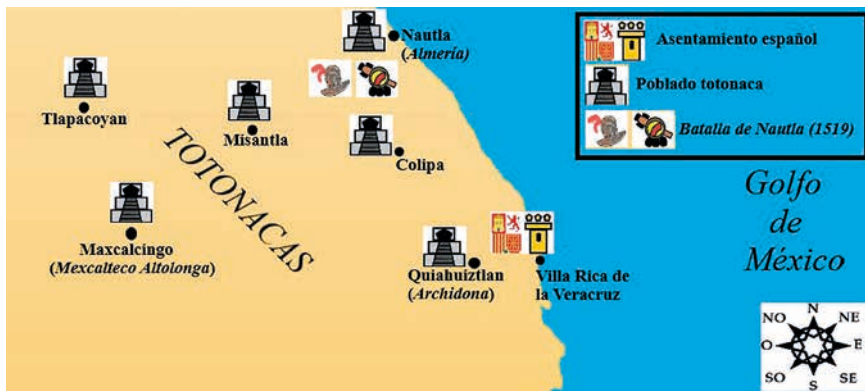 Nautla
(Almería)
Tlapacoyan
Misantla
Colipa
TOTONACAS
Maxcalcingo
(Mexcalteco Altolonga)
Quiahuiztlan
(Archidona)
Villa Rica de
la Veracruz
Asentamiento español
Poblado totonaca
Batalla de Nautla (1519)
Golfo
de
México
N
NO
NE
O
E
SO
SE
S